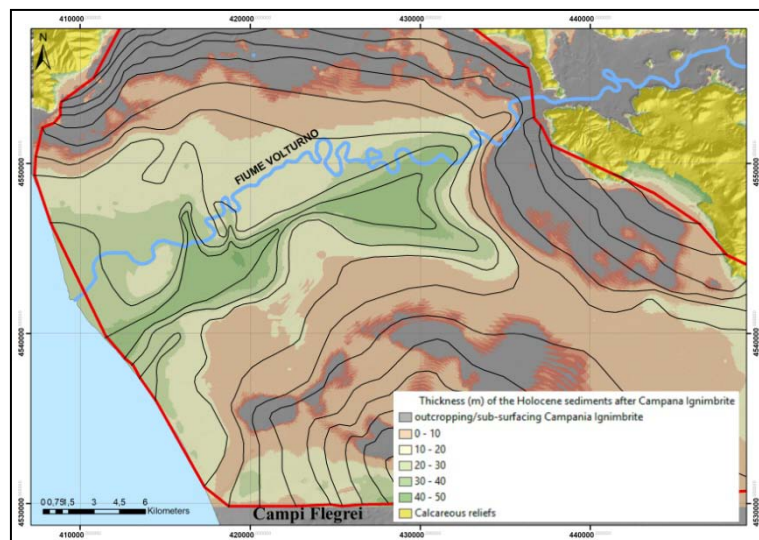 410000 420000 430000 440000
N
4550000 4550000
FIUME VOLTURNO
4540000 4540000
Thickness (m) of the Holocene sediments after Campana Ignimbrite
outcropping/sub-surfacing Campania Ignimbrite
0 - 10
10 - 20
20 - 30
30 - 40
40 - 50
Calcareous reliefs
0 0,75 1,5 3 4,5 6
Kilometers
Campi Flegrei
4530000 4530000
410000 420000 430000 440000